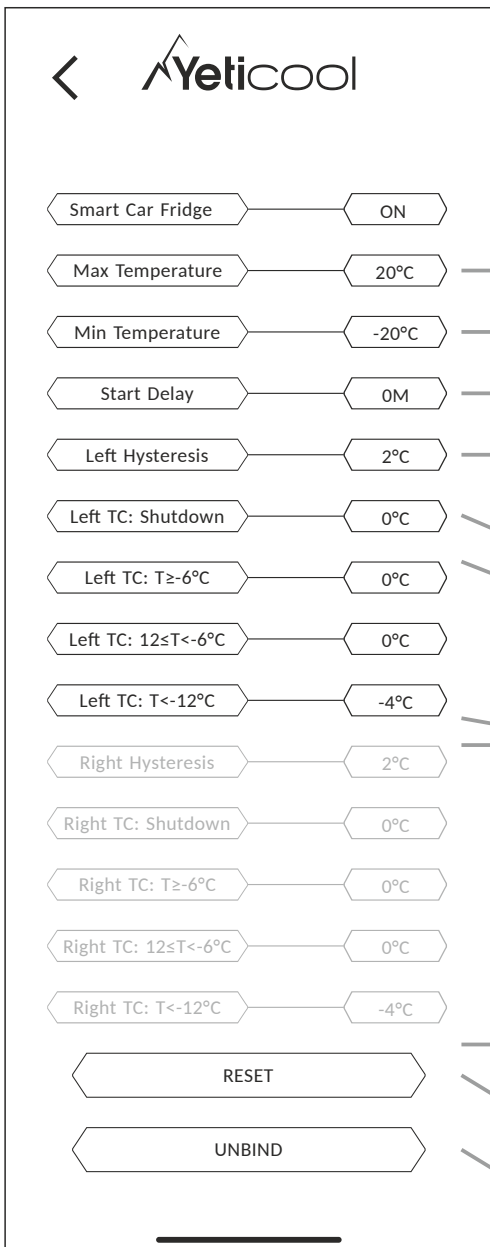 Yeticool
Smart Car Fridge ON
Max Temperature 20°C
Min Temperature -20°C
Start Delay 0M
Left Hysteresis 2°C
Left TC: Shutdown 0°C
Left TC: T≥-6°C 0°C
Left TC: 12≤T<-6°C 0°C
Left TC: T<-12°C -4°C
Right Hysteresis 2°C
Right TC: Shutdown 0°C
Right TC: T≥-6°C 0°C
Right TC: 12≤T<-6°C 0°C
Right TC: T<-12°C -4°C
RESET
UNBIND